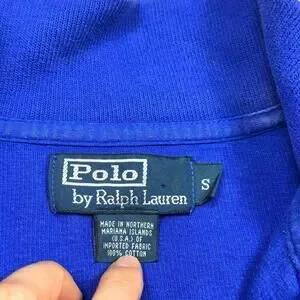 Polo
by Ralph Lauren
S
MADE IN NORTHERN
MARIANA ISLANDS
(U.S.A.) OF
IMPORTED FABRIC
100% COTTON